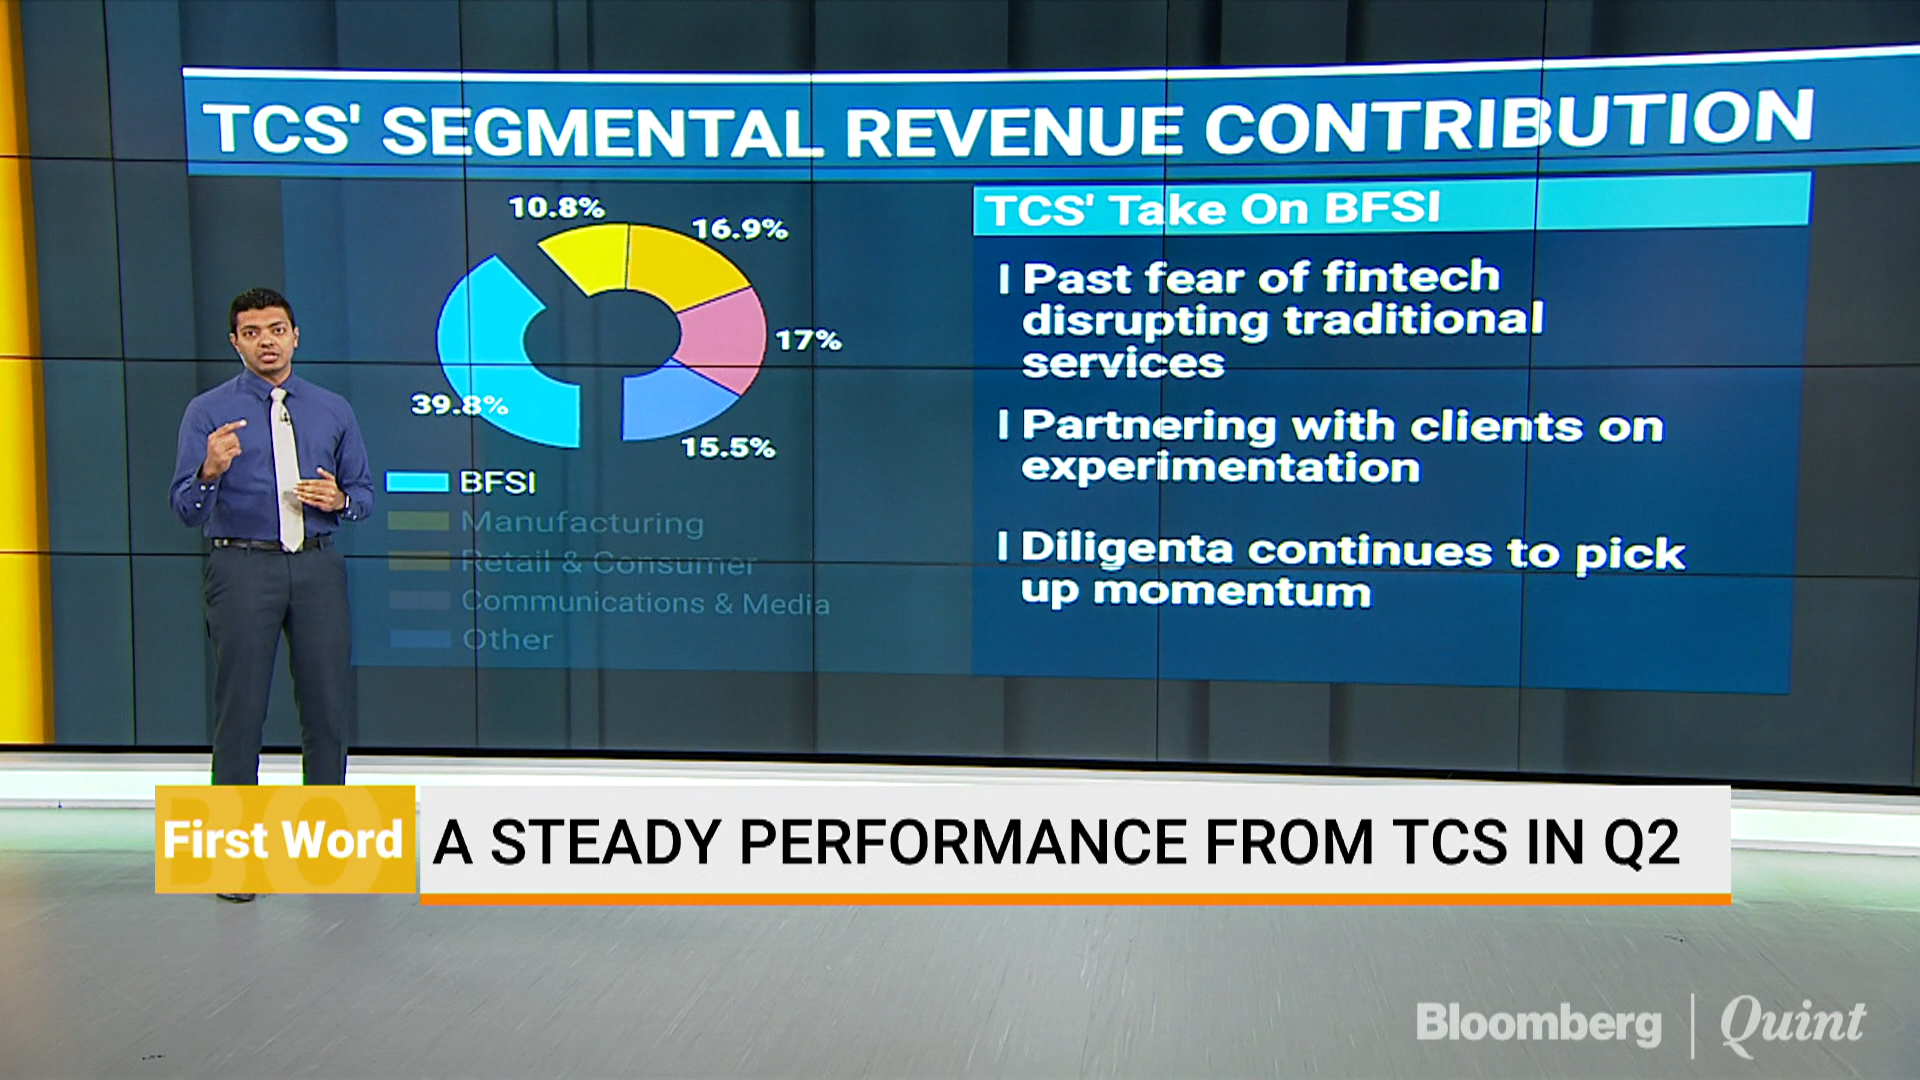 TCS' SEGMENTAL REVENUE CONTRIBUTION
10.8%
16.9%
17%
39.8%
15.5%
BFSI
Manufacturing
Retail & Consumer
Communications & Media
Other
TCS' Take On BFSI
Past fear of fintech
disrupting traditional
services
Partnering with clients on
experimentation
Diligenta continues to pick
up momentum
First Word
A STEADY PERFORMANCE FROM TCS IN Q2
Bloomberg | Quint